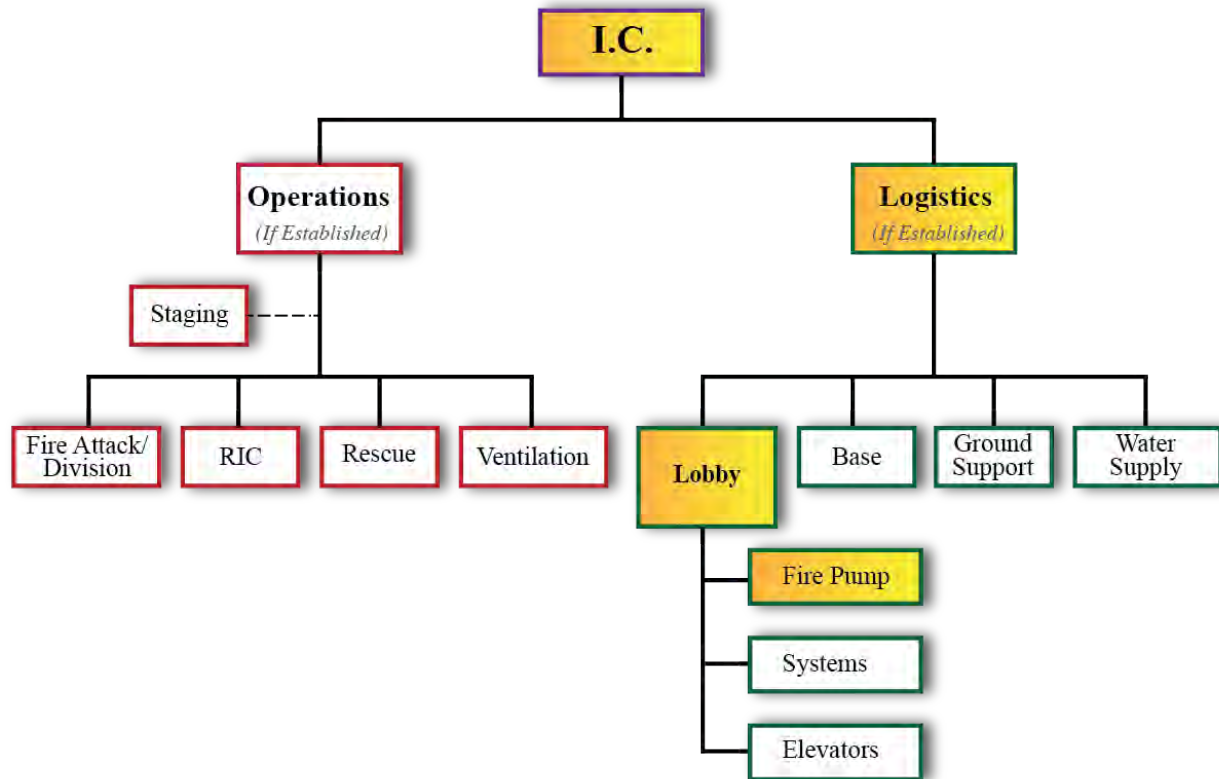 I.C.
Operations
(If Established)
Logistics
(If Established)
Staging
Fire Attack/
Division
RIC
Rescue
Ventilation
Lobby
Base
Ground
Support
Water
Supply
Fire Pump
Systems
Elevators